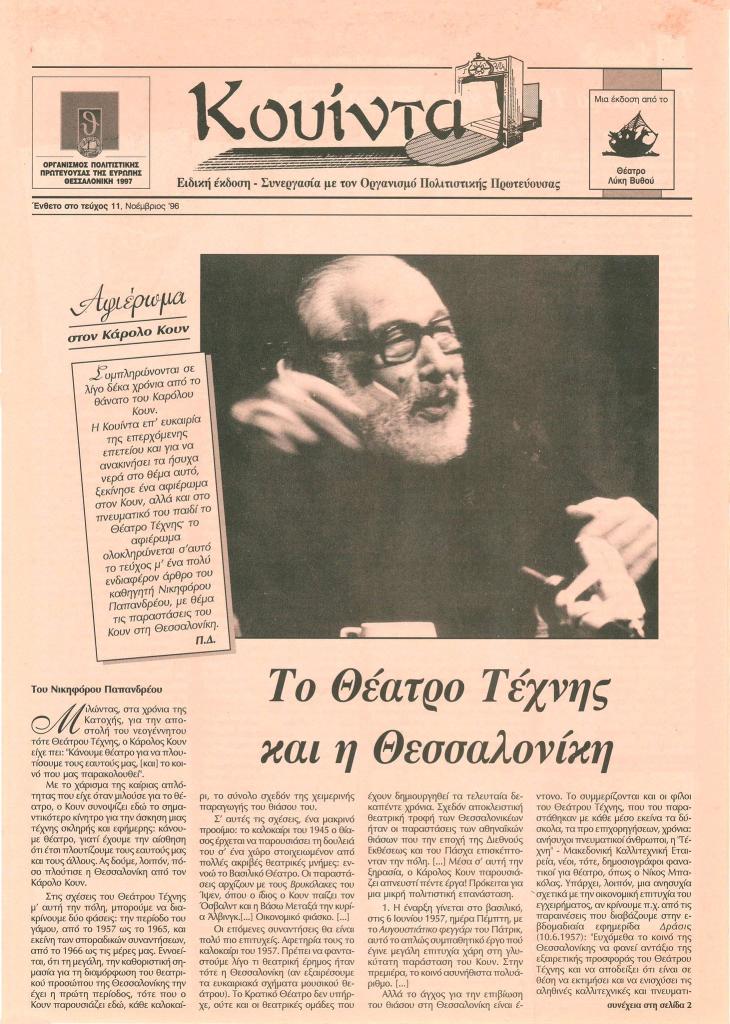 Κουίντα
ΟΡΓΑΝΙΣΜΟΣ ΠΟΛΙΤΙΣΤΙΚΗΣ
ΠΡΩΤΕΥΟΥΣΑΣ ΤΗΣ ΕΥΡΩΠΗΣ
ΘΕΣΣΑΛΟΝΙΚΗ 1997
Μια έκδοση από το
Θέατρο
Λύκη Βυθού
Ειδική έκδοση - Συνεργασία με τον Οργανισμό Πολιτιστικής Πρωτεύουσας
Ένθετο στο τεύχος 11, Νοέμβριος '96
Αφιέρωμα
στον Κάρολο Κουν
Συμπληρώνονται σε
λίγο δέκα χρόνια από το
θάνατο του Καρόλου
Κουν.
Η Κουίντα επ' ευκαιρία
της επερχόμενης
επετείου και για να
ανακινήσει τα ήσυχα
νερά στο θέμα αυτό,
ξεκίνησε ένα αφιέρωμα
στον Κουν, αλλά και στο
πνευματικό του παιδί το
Θέατρο Τέχνης· το
αφιέρωμα
ολοκληρώνεται σ'αυτό
το τεύχος μ' ένα πολύ
ενδιαφέρον άρθρο του
καθηγητή Νικηφόρου
Παπανδρέου, με θέμα
τις παραστάσεις του
Κουν στη Θεσσαλονίκη.
Π.Δ.
Το Θέατρο Τέχνης
και η Θεσσαλονίκη
Του Νικηφόρου Παπανδρέου
Μιλώντας, στα χρόνια της
Κατοχής, για την απο-
στολή του νεογέννητου
τότε Θεάτρου Τέχνης, ο Κάρολος Κουν
είχε πει: "Κάνουμε θέατρο για να πλου-
τίσουμε τους εαυτούς μας, [και] το κοι-
νό που μας παρακολουθεί".
Με το χάρισμα της καίριας απλό-
τητας που είχε όταν μιλούσε για το θέ-
ατρο, ο Κουν συνοψίζει εδώ το σημα-
ντικότερο κίνητρο για την άσκηση μιας
τέχνης σκληρής και εφήμερης: κάνου-
με θέατρο, γιατί έχουμε την αίσθηση
ότι έτσι πλουτίζουμε τους εαυτούς μας
και τους άλλους. Ας δούμε, λοιπόν, πό-
σο πλούτισε η Θεσσαλονίκη από τον
Κάρολο Κουν.
Στις σχέσεις του Θεάτρου Τέχνης
μ' αυτή την πόλη, μπορούμε να δια-
κρίνουμε δύο φάσεις: την περίοδο του
γάμου, από το 1957 ως το 1965, και
εκείνη των σποραδικών συναντήσεων,
από το 1966 ως τις μέρες μας. Εννοεί-
ται, ότι τη μεγάλη, την καθοριστική ση-
μασία για τη διαμόρφωση του θεατρι-
κού προσώπου της Θεσσαλονίκης την
έχει η πρώτη περίοδος, τότε που ο
Κουν παρουσιάζει εδώ, κάθε καλοκαί-
ρι, το σύνολο σχεδόν της χειμερινής
παραγωγής του θιάσου του.
Σ' αυτές τις σχέσεις, ένα μακρινό
προοίμιο: το καλοκαίρι του 1945 ο θία-
σος έρχεται να παρουσιάσει τη δουλειά
του σ' ένα χώρο στοιχειωμένο από
πολλές ακριβές θεατρικές μνήμες: εν-
νοώ το Βασιλικό Θέατρο. Οι παραστά-
σεις αρχίζουν με τους Βρυκόλακες του
Ίψεν, όπου ο ίδιος ο Κουν παίζει τον
Όσβαλντ και η Βάσω Μεταξά την κυρί-
α Άλβινγκ.[...] Οικονομικό φιάσκο. [...]
Οι επόμενες συναντήσεις θα είναι
πολύ πιο επιτυχείς. Αφετηρία τους το
καλοκαίρι του 1957. Πρέπει να φαντα-
στούμε λίγο τι θεατρική έρημος ήταν
τότε η Θεσσαλονίκη (αν εξαιρέσουμε
τα ευκαιριακά σχήματα μουσικού θε-
άτρου). Το Κρατικό Θέατρο δεν υπήρ-
χε, ούτε και οι θεατρικές ομάδες που
έχουν δημιουργηθεί τα τελευταία δε-
καπέντε χρόνια. Σχεδόν αποκλειστική
θεατρική τροφή των Θεσσαλονικέων
ήταν οι παραστάσεις των αθηναϊκών
θιάσων που την εποχή της Διεθνούς
Εκθέσεως και του Πάσχα επισκέπτο-
νταν την πόλη. [...] Μέσα σ' αυτή την
ξηρασία, ο Κάρολος Κουν παρουσιά-
ζει απνευστί πέντε έργα! Πρόκειται για
μια μικρή πολιτιστική επανάσταση.
1. Η έναρξη γίνεται στο βασιλικό,
στις 6 Ιουνίου 1957, ημέρα Πέμπτη, με
το Αυγουστιάτικο φεγγάρι του Πάτρικ,
αυτό το απλώς συμπαθητικό έργο πού
έγινε μεγάλη επιτυχία χάρη στη γλυ-
κύτατη παράσταση του Κουν. Στην
πρεμιέρα, το κοινό ασυνήθιστα πολυά-
ριθμο. [...]
Αλλά το άγχος για την επιβίωση
του θιάσου στη Θεσσαλονίκη είναι έ-
ντονο. Το συμμερίζονται και οι φίλοι
του Θεάτρου Τέχνης, που του παρα-
στάθηκαν με κάθε μέσο εκείνα τα δύ-
σκολα, τα προ επιχορηγήσεων, χρόνια:
ανήσυχοι πνευματικοί άνθρωποι, η "Τέ-
χνη" - Μακεδονική Καλλιτεχνική Εται-
ρεία, νέοι, τότε, δημοσιογράφοι φανα-
τικοί για θέατρο, όπως ο Νίκος Μπα-
κόλας. Υπάρχει, λοιπόν, μια ανησυχία
σχετικά με την οικονομική επιτυχία του
εγχειρήματος, αν κρίνουμε π.χ. από τις
παραινέσεις που διαβάζουμε στην ε-
βδομαδιαία εφημερίδα Δράσις
(10.6.1957): "Ευχόμεθα το κοινό της
Θεσσαλονίκης να φανεί αντάξιο της
εξαιρετικής προσφοράς του Θεάτρου
Τέχνης και να αποδείξει ότι είναι σε
θέση να εκτιμήσει και να ενισχύσει τις
αληθινές καλλιτεχνικές και πνευματι-
συνέχεια στη σελίδα 2